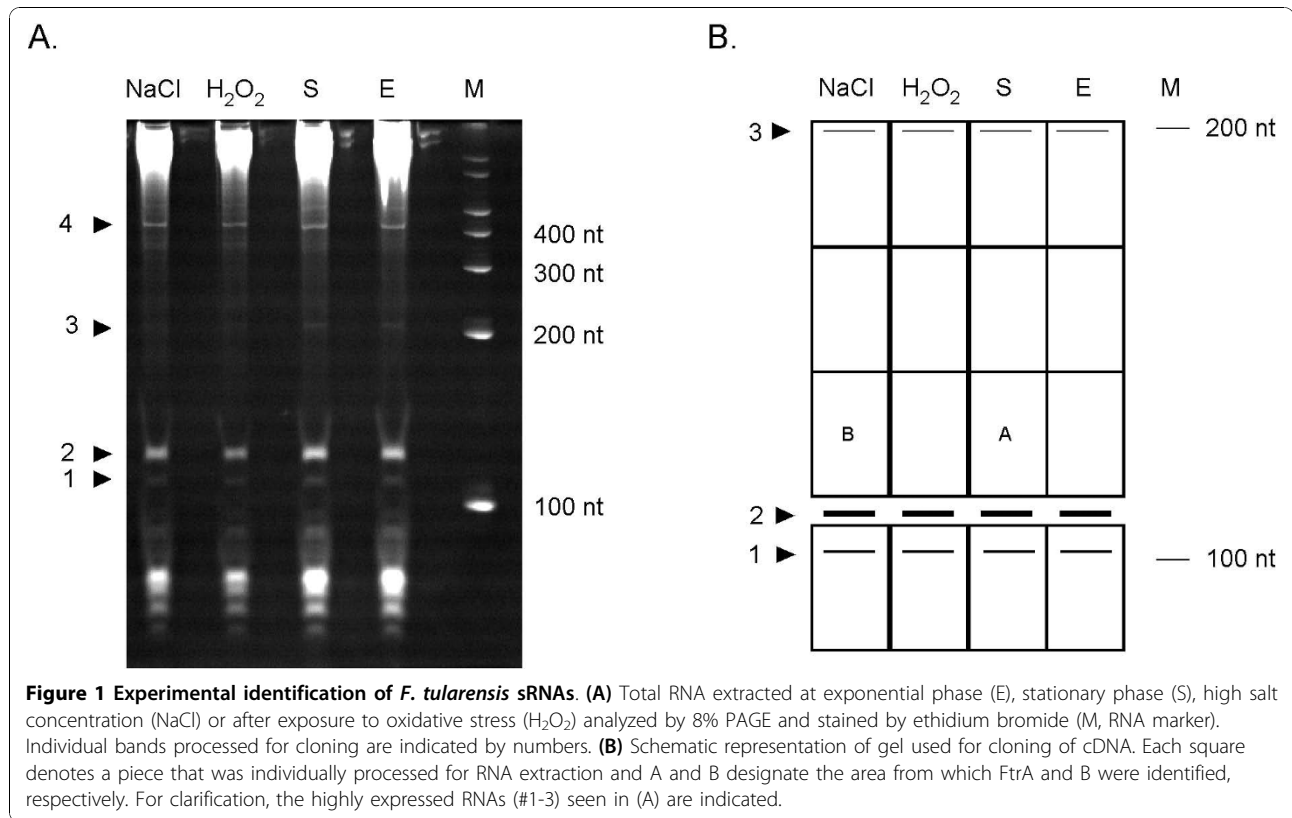 A.
NaCl H₂O₂ S E M
4
400 nt
300 nt
3
200 nt
2
1
100 nt
B.
NaCl H₂O₂ S E M
3
200 nt
B A
2
1
100 nt
Figure 1 Experimental identification of F. tularensis sRNAs. (A) Total RNA extracted at exponential phase (E), stationary phase (S), high salt
concentration (NaCl) or after exposure to oxidative stress (H₂O₂) analyzed by 8% PAGE and stained by ethidium bromide (M, RNA marker).
Individual bands processed for cloning are indicated by numbers. (B) Schematic representation of gel used for cloning of cDNA. Each square
denotes a piece that was individually processed for RNA extraction and A and B designate the area from which FtrA and B were identified,
respectively. For clarification, the highly expressed RNAs (#1-3) seen in (A) are indicated.